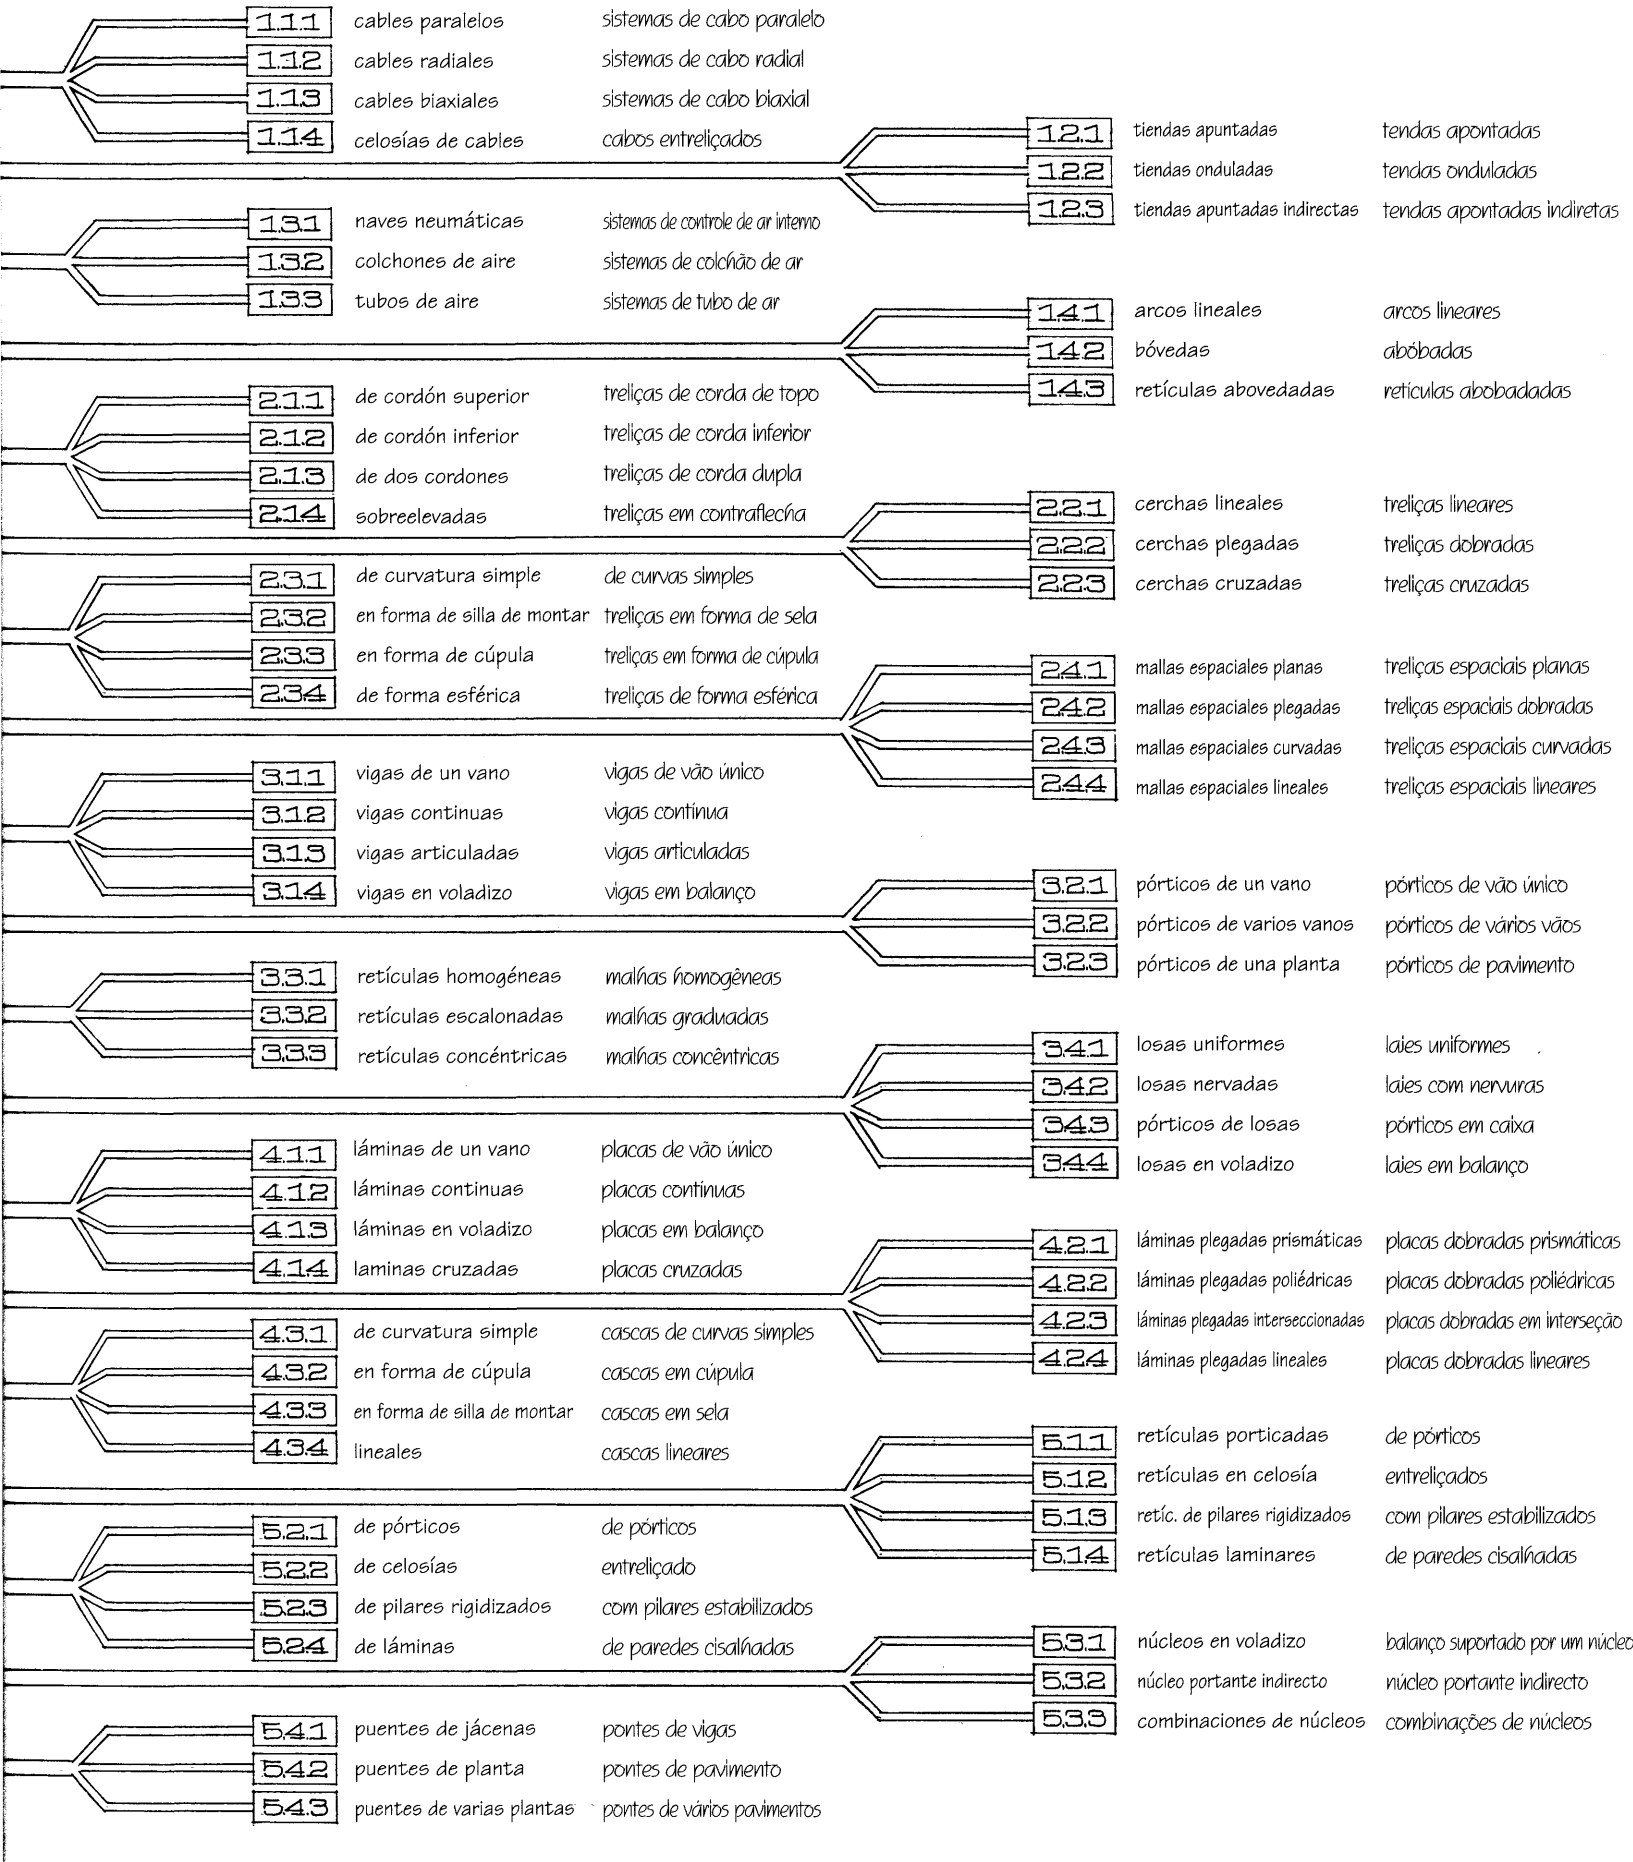 1.1.1 cables paralelos sistemas de cabo paralelo
1.1.2 cables radiales sistemas de cabo radial
1.1.3 cables biaxiales sistemas de cabo biaxial
1.1.4 celosías de cables cabos entreliçados
1.2.1 tiendas apuntadas tendas apontadas
1.2.2 tiendas onduladas tendas onduladas
1.2.3 tiendas apuntadas indirectas tendas apontadas indiretas
1.3.1 naves neumáticas sistemas de controle de ar interno
1.3.2 colchones de aire sistemas de colchão de ar
1.3.3 tubos de aire sistemas de tubo de ar
1.4.1 arcos lineales arcos lineares
1.4.2 bóvedas abóbadas
1.4.3 retículas abovedadas retículas abobadadas
2.1.1 de cordón superior treliças de corda de topo
2.1.2 de cordón inferior treliças de corda inferior
2.1.3 de dos cordones treliças de corda dupla
2.1.4 sobreelevadas treliças em contraflecha
2.2.1 cerchas lineales treliças lineares
2.2.2 cerchas plegadas treliças dobradas
2.2.3 cerchas cruzadas treliças cruzadas
2.3.1 de curvatura simple de curvas simples
2.3.2 en forma de silla de montar treliças em forma de sela
2.3.3 en forma de cúpula treliças em forma de cúpula
2.3.4 de forma esférica treliças de forma esférica
2.4.1 mallas espaciales planas treliças espaciais planas
2.4.2 mallas espaciales plegadas treliças espaciais dobradas
2.4.3 mallas espaciales curvadas treliças espaciais curvadas
2.4.4 mallas espaciales lineales treliças espaciais lineares
3.1.1 vigas de un vano vigas de vão único
3.1.2 vigas continuas vigas contínua
3.1.3 vigas articuladas vigas articuladas
3.1.4 vigas en voladizo vigas em balanço
3.2.1 pórticos de un vano pórticos de vão único
3.2.2 pórticos de varios vanos pórticos de vários vãos
3.2.3 pórticos de una planta pórticos de pavimento
3.3.1 retículas homogéneas malhas homogêneas
3.3.2 retículas escalonadas malhas graduadas
3.3.3 retículas concéntricas malhas concêntricas
3.4.1 losas uniformes lajes uniformes
3.4.2 losas nervadas lajes com nervuras
3.4.3 pórticos de losas pórticos em caixa
3.4.4 losas en voladizo lajes em balanço
4.1.1 láminas de un vano placas de vão único
4.1.2 láminas continuas placas contínuas
4.1.3 láminas en voladizo placas em balanço
4.1.4 laminas cruzadas placas cruzadas
4.2.1 láminas plegadas prismáticas placas dobradas prismáticas
4.2.2 láminas plegadas poliédricas placas dobradas poliédricas
4.2.3 láminas plegadas interseccionadas placas dobradas em interseção
4.2.4 láminas plegadas lineales placas dobradas lineares
4.3.1 de curvatura simple cascas de curvas simples
4.3.2 en forma de cúpula cascas em cúpula
4.3.3 en forma de silla de montar cascas em sela
4.3.4 lineales cascas lineares
5.1.1 retículas porticadas de pórticos
5.1.2 retículas en celosía entreliçados
5.1.3 retíc. de pilares rigidizados com pilares estabilizados
5.1.4 retículas laminares de paredes cisalhadas
5.2.1 de pórticos de pórticos
5.2.2 de celosías entreliçado
5.2.3 de pilares rigidizados com pilares estabilizados
5.2.4 de láminas de paredes cisalhadas
5.3.1 núcleos en voladizo balanço suportado por um núcleo
5.3.2 núcleo portante indirecto núcleo portante indirecto
5.3.3 combinaciones de núcleos combinações de núcleos
5.4.1 puentes de jácenas pontes de vigas
5.4.2 puentes de planta pontes de pavimento
5.4.3 puentes de varias plantas pontes de vários pavimentos